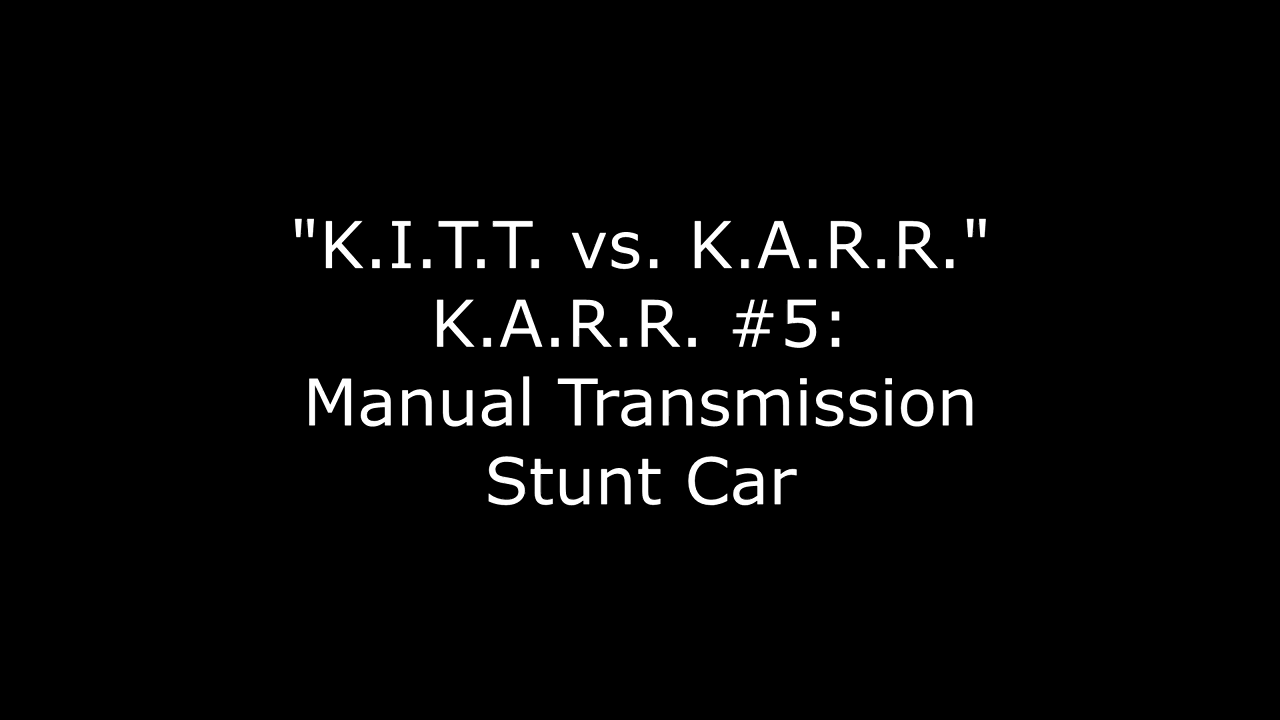 "K.I.T.T. vs. K.A.R.R."
K.A.R.R. #5:
Manual Transmission
Stunt Car